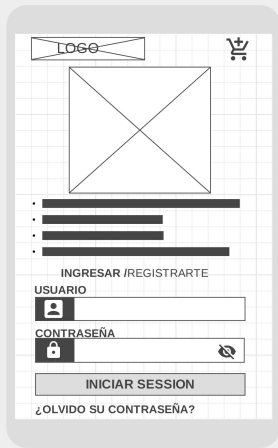 LOGO
INGRESAR /REGISTRARTE
USUARIO
CONTRASEÑA
INICIAR SESSION
¿OLVIDO SU CONTRASEÑA?